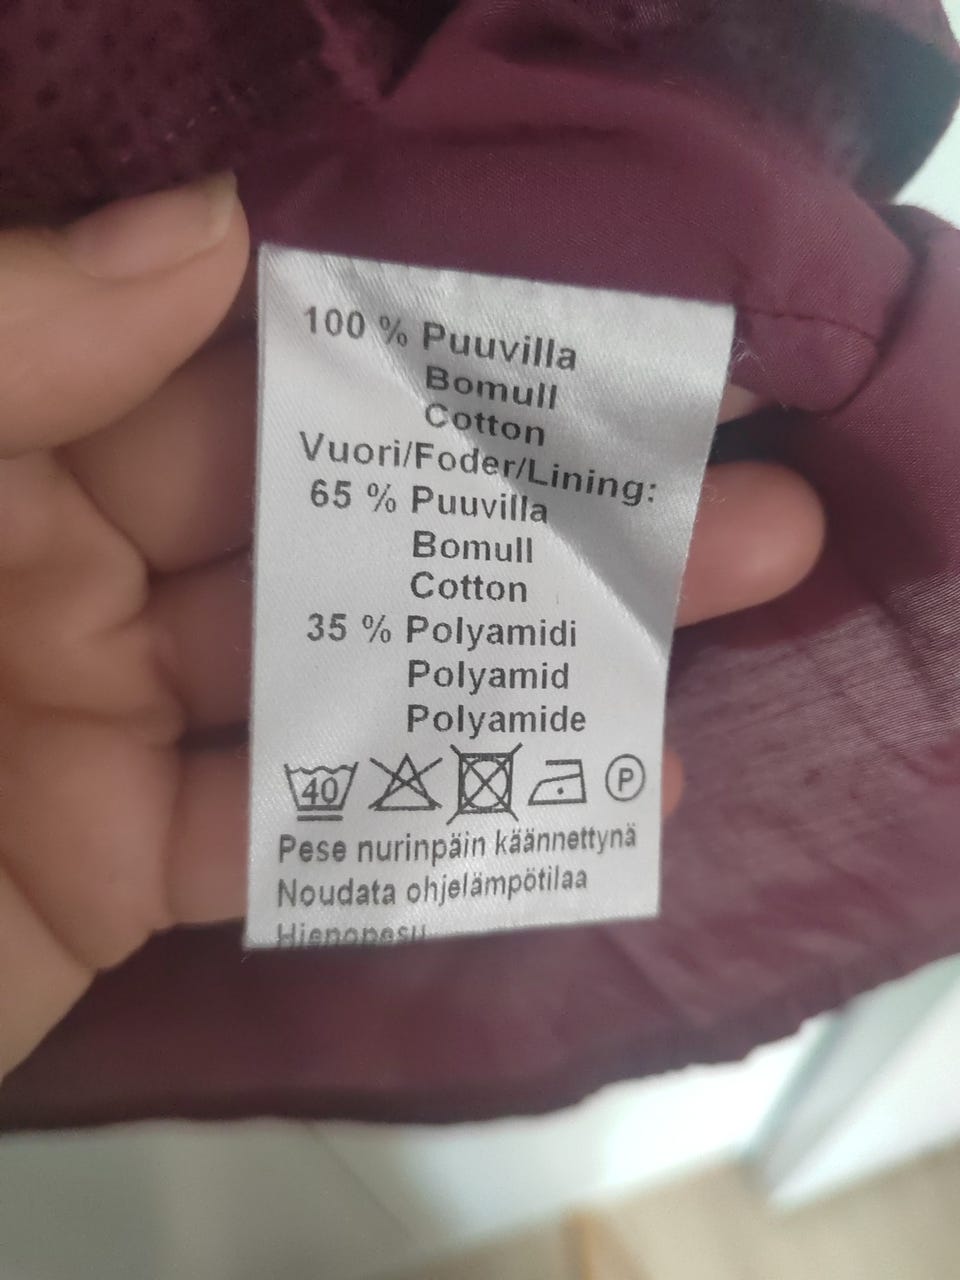 100 % Puuvilla
Bomull
Cotton
Vuori/Foder/Lining:
65 % Puuvilla
Bomull
Cotton
35 % Polyamidi
Polyamid
Polyamide
40 P
Pese nurinpäin käännettynä
Noudata ohjelämpötilaa
Hienopesu